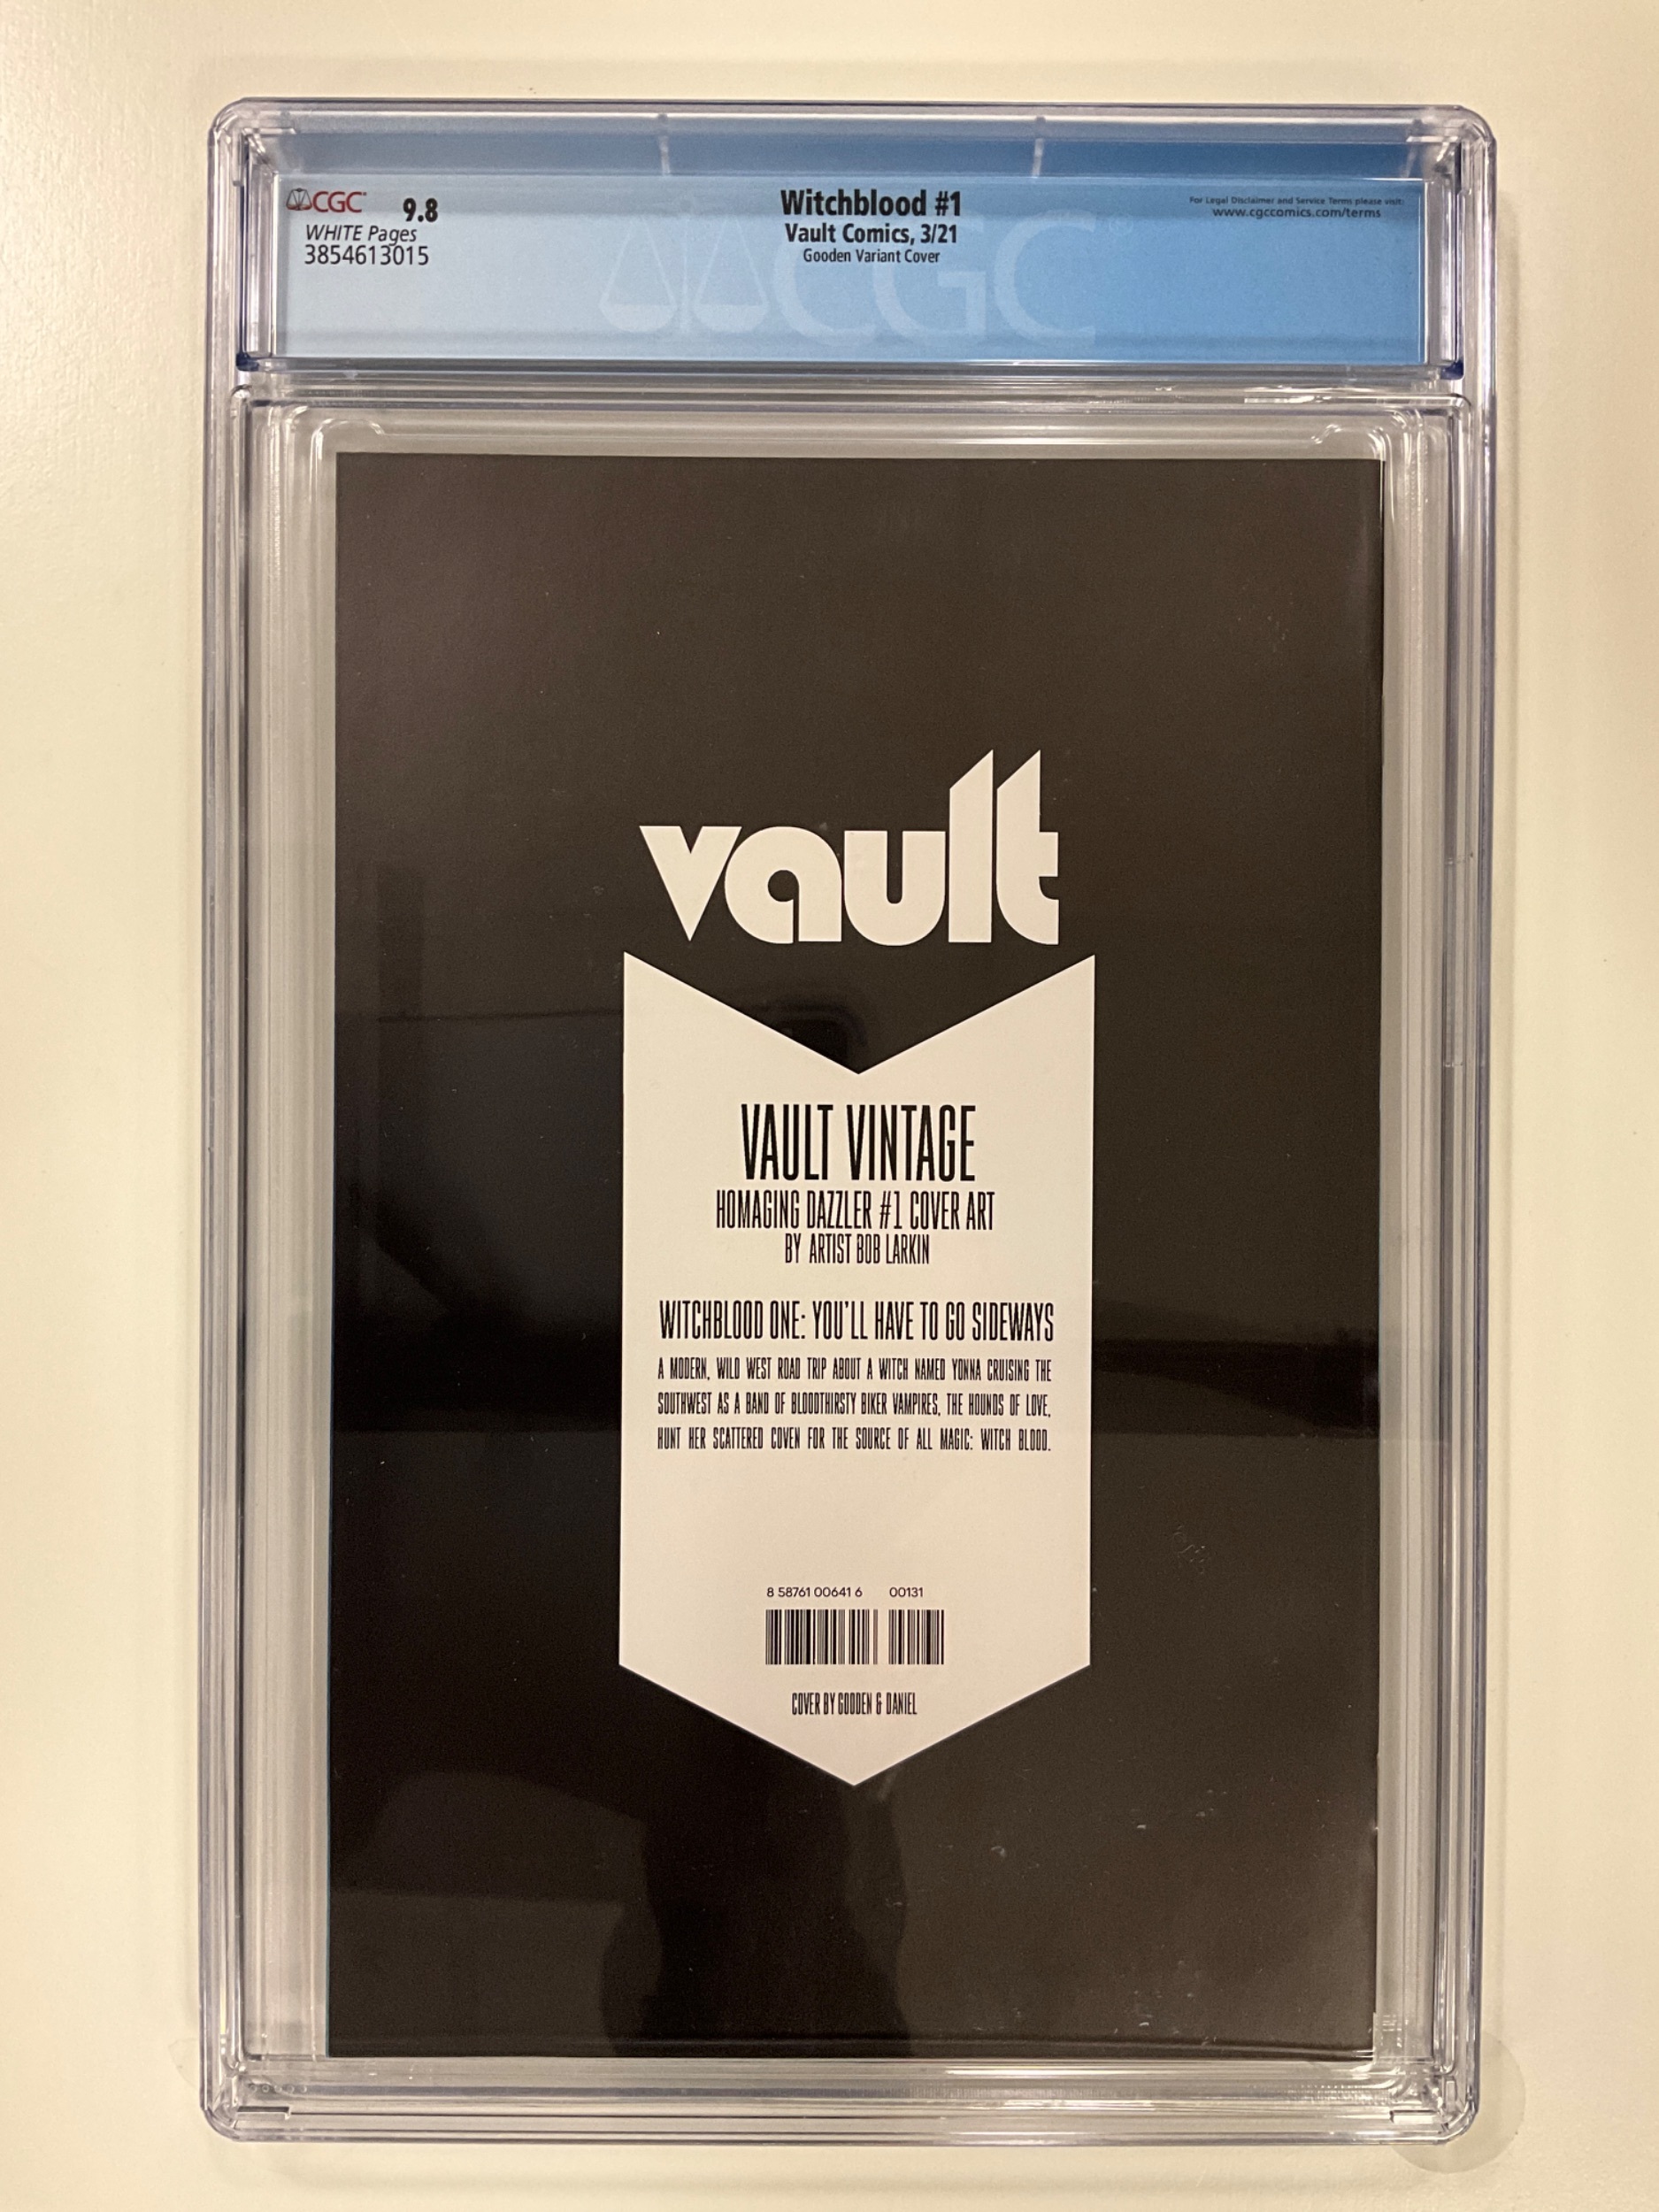 CGC 9.8
WHITE Pages
3854613015
Witchblood #1
Vault Comics, 3/21
Gooden Variant Cover
For Legal Disclaimer and Service Terms please visit:
www.cgccomics.com/terms
CGC
vault
VAULT VINTAGE
HOMAGING DAZZLER #1 COVER ART
BY ARTIST BOB LARKIN
WITCHBLOOD ONE: YOU'LL HAVE TO GO SIDEWAYS
A MODERN, WILD WEST ROAD TRIP ABOUT A WITCH NAMED YONNA CRUISING THE
SOUTHWEST AS A BAND OF BLOODTHIRSTY BIKER VAMPIRES, THE HOUNDS OF LOVE,
HUNT HER SCATTERED COVEN FOR THE SOURCE OF ALL MAGIC: WITCH BLOOD.
8 58761 00641 6 00131
COVER BY GOODEN & DANIEL